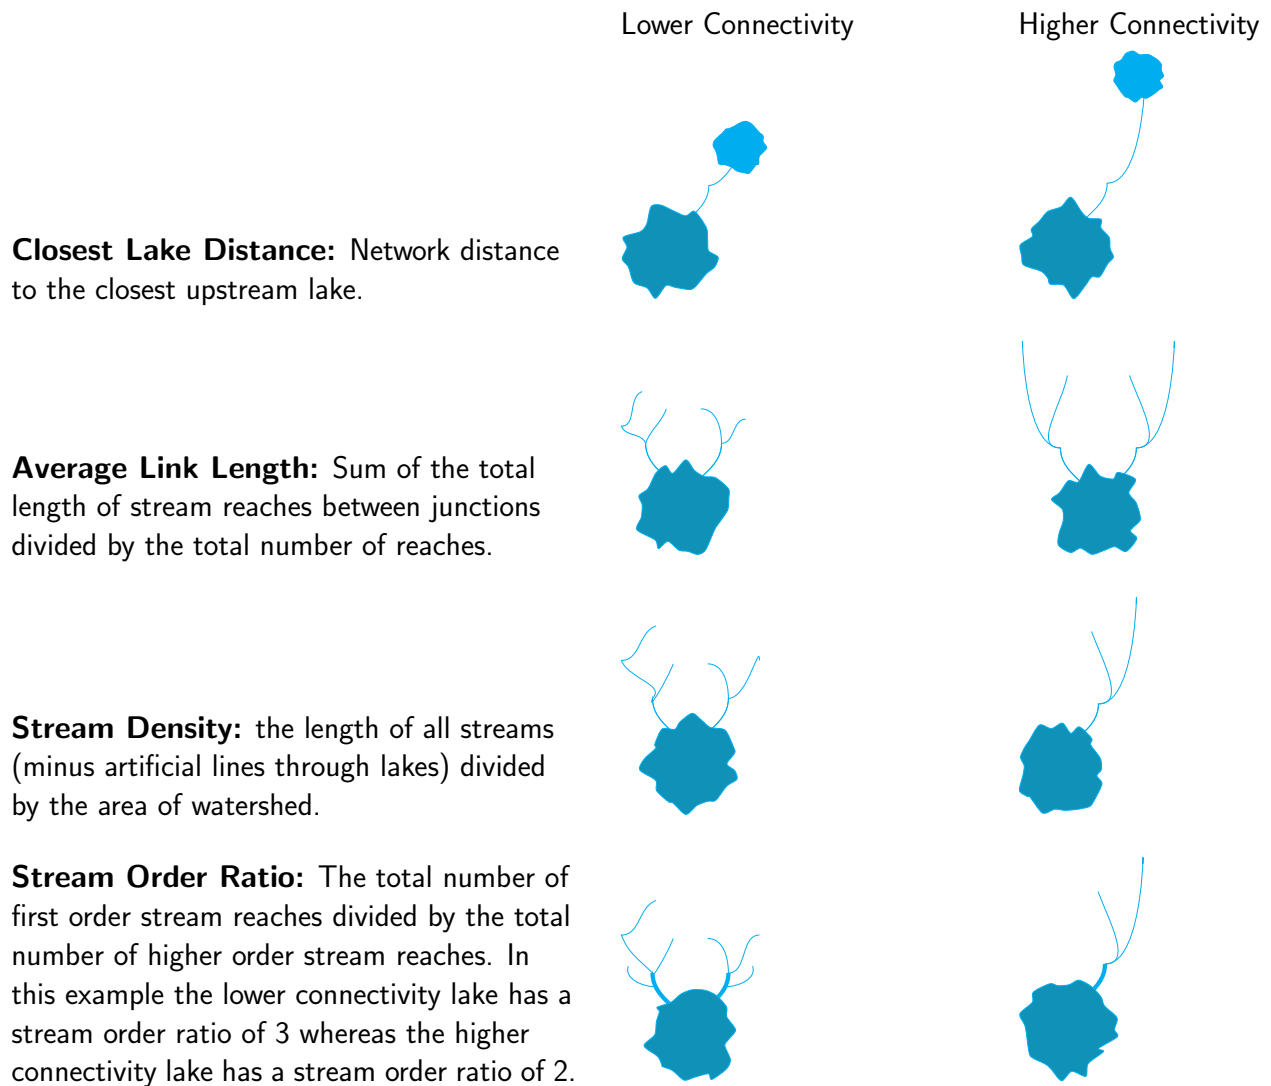 Lower Connectivity
Higher Connectivity
Closest Lake Distance: Network distance
to the closest upstream lake.
Average Link Length: Sum of the total
length of stream reaches between junctions
divided by the total number of reaches.
Stream Density: the length of all streams
(minus artificial lines through lakes) divided
by the area of watershed.
Stream Order Ratio: The total number of
first order stream reaches divided by the total
number of higher order stream reaches. In
this example the lower connectivity lake has a
stream order ratio of 3 whereas the higher
connectivity lake has a stream order ratio of 2.